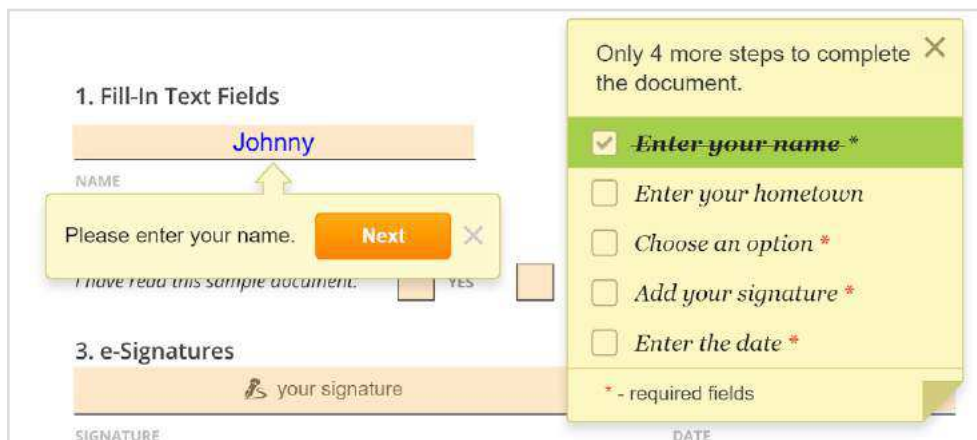 1. Fill-In Text Fields
Johnny
NAME
Please enter your name. Next
I have read this sample document. YES
3. e-Signatures
your signature
SIGNATURE DATE
Only 4 more steps to complete
the document.
Enter your name *
Enter your hometown
Choose an option *
Add your signature *
Enter the date *
* - required fields